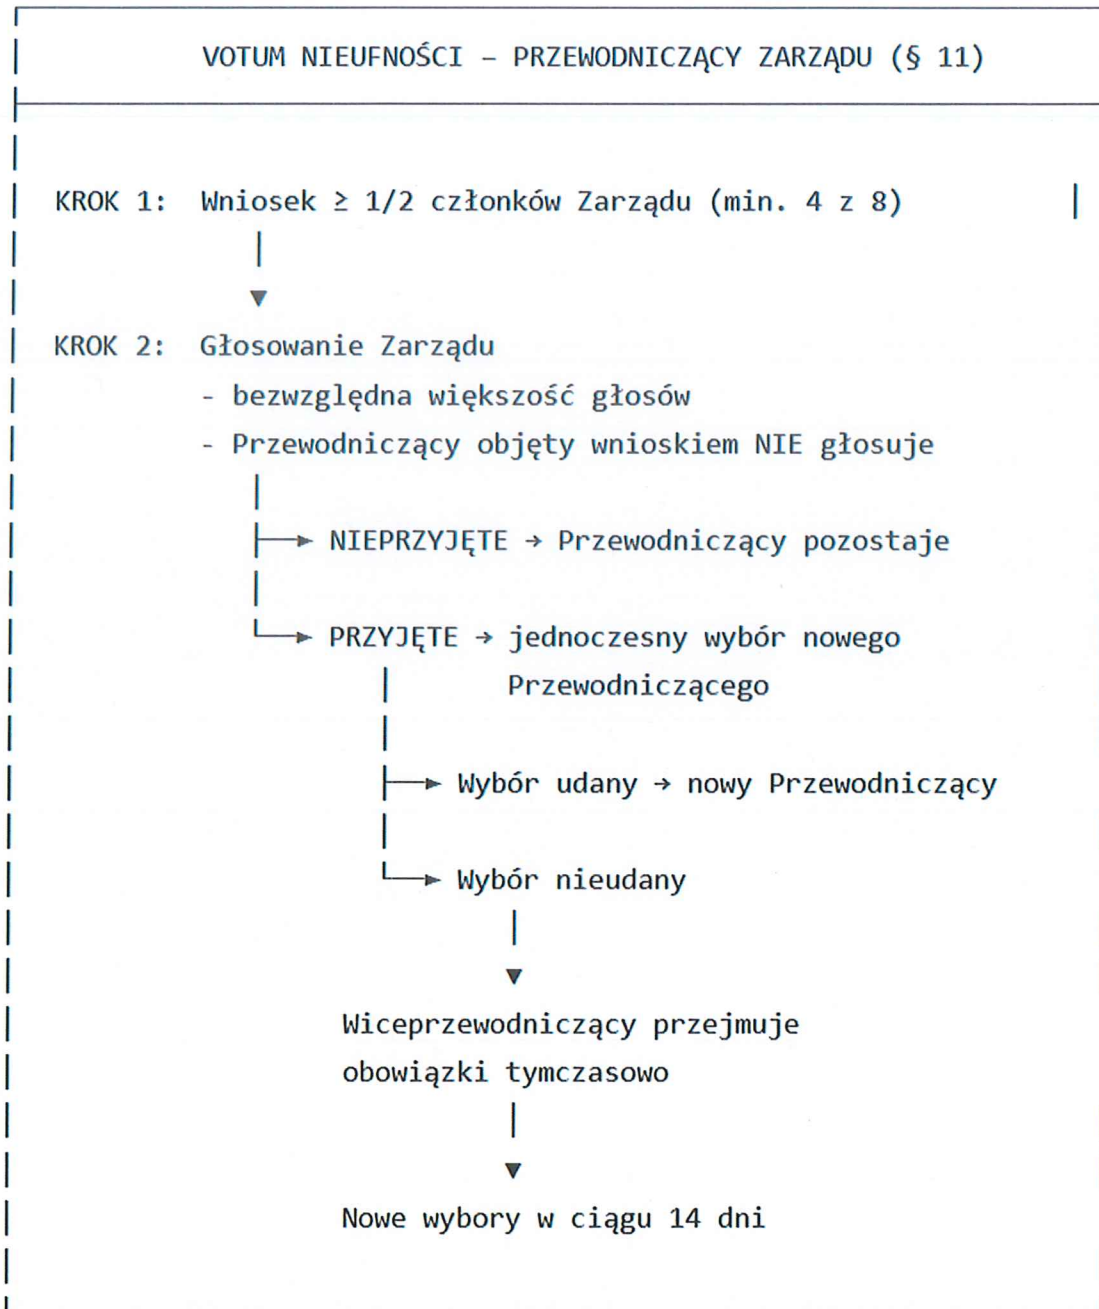 VOTUM NIEUFNOŚCI – PRZEWODNICZĄCY ZARZĄDU (§ 11)
KROK 1: Wniosek ≥ 1/2 członków Zarządu (min. 4 z 8)
KROK 2: Głosowanie Zarządu
- bezwzględna większość głosów
- Przewodniczący objęty wnioskiem NIE głosuje
NIEPRZYJĘTE → Przewodniczący pozostaje
PRZYJĘTE → jednoczesny wybór nowego
Przewodniczącego
Wybór udany → nowy Przewodniczący
Wybór nieudany
Wiceprzewodniczący przejmuje
obowiązki tymczasowo
Nowe wybory w ciągu 14 dni